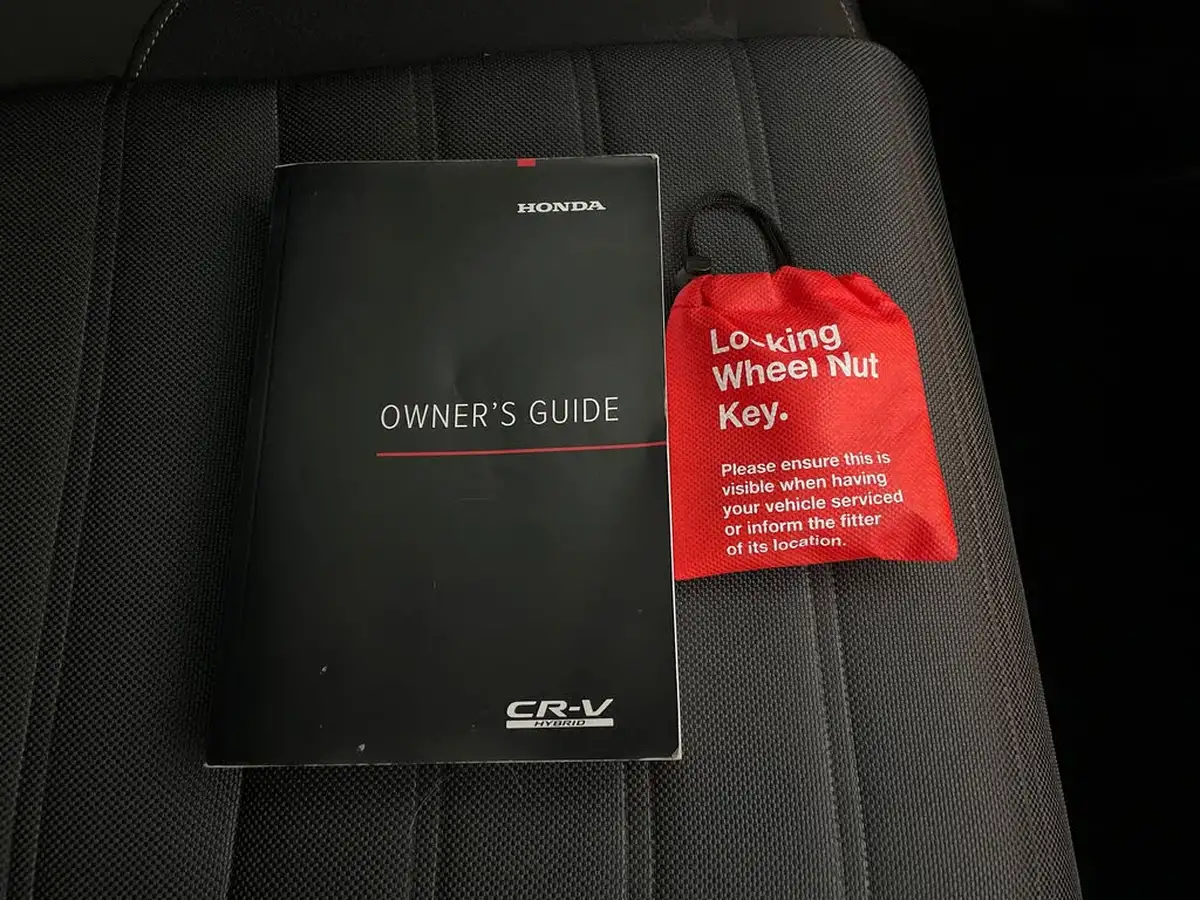 HONDA
OWNER'S GUIDE
CR-V
HYBRID
Locking
Wheel Nut
Key.
Please ensure this is
visible when having
your vehicle serviced
or inform the fitter
of its location.